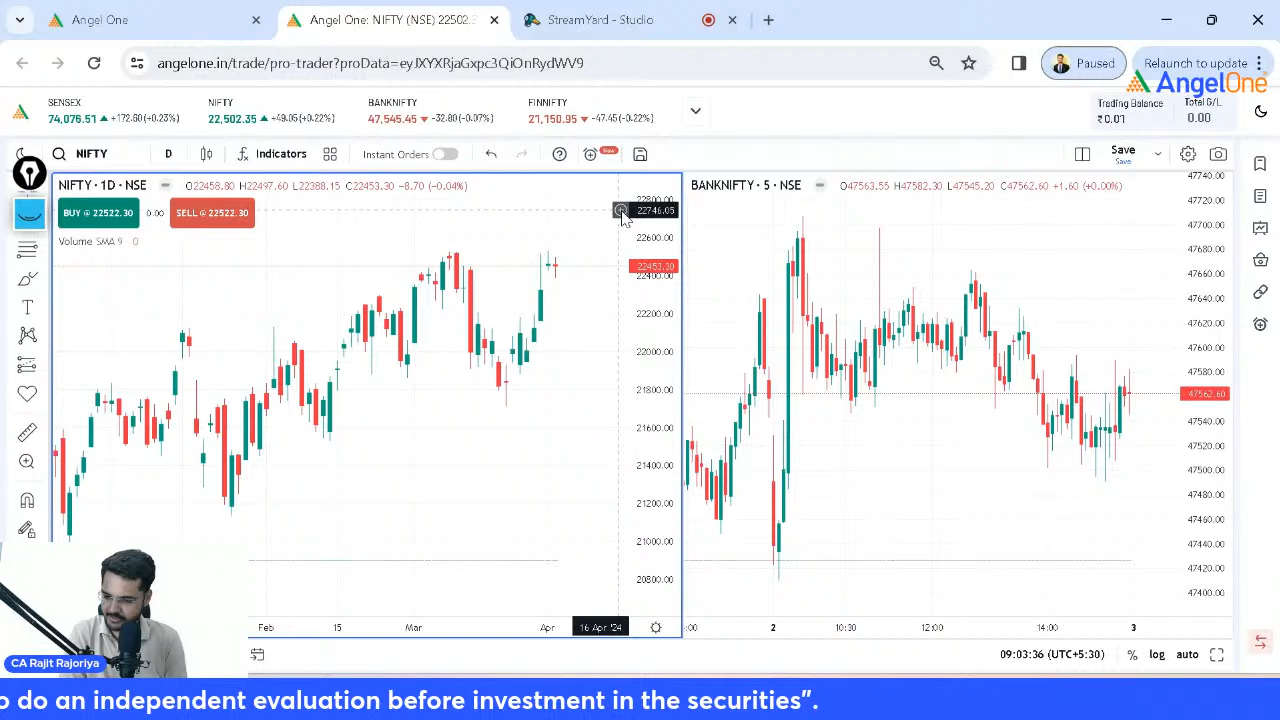 Angel One
Angel One: NIFTY (NSE) 22502.
StreamYard - Studio
angelone.in/trade/pro-trader?proData=eyJXYXRjaGxpc3QiOnRydWV9
Paused
Relaunch to update
AngelOne
SENSEX
74,076.51 +172.60(+0.23%)
NIFTY
22,502.35 +49.05(+0.22%)
BANKNIFTY
47,545.45 -32.80(-0.07%)
FINNIFTY
21,150.95 -47.45(-0.22%)
Trading Balance
₹0.01
Total G/L
0.00
NIFTY
D
Indicators
Instant Orders
New
Save
Save
NIFTY · 1D · NSE
O22458.80 H22497.60 L22388.15 C22453.30 -8.70 (-0.04%)
BUY @ 22522.30
0.00
SELL @ 22522.30
Volume SMA 9 0
22800.00
22746.05
22600.00
22453.30
22400.00
22200.00
22000.00
21800.00
21600.00
21400.00
21200.00
21000.00
20800.00
Feb
15
Mar
Apr
16 Apr '24
BANKNIFTY · 5 · NSE
O47563.55 H47582.30 L47545.20 C47562.60 +1.60 (+0.00%)
47740.00
47720.00
47700.00
47680.00
47660.00
47640.00
47620.00
47600.00
47580.00
47562.60
47540.00
47520.00
47500.00
47480.00
47460.00
47440.00
47420.00
47400.00
:00
2
10:30
12:00
14:00
3
09:03:36 (UTC+5:30)
%
log
auto
CA Rajit Rajoriya
o do an independent evaluation before investment in the securities”.